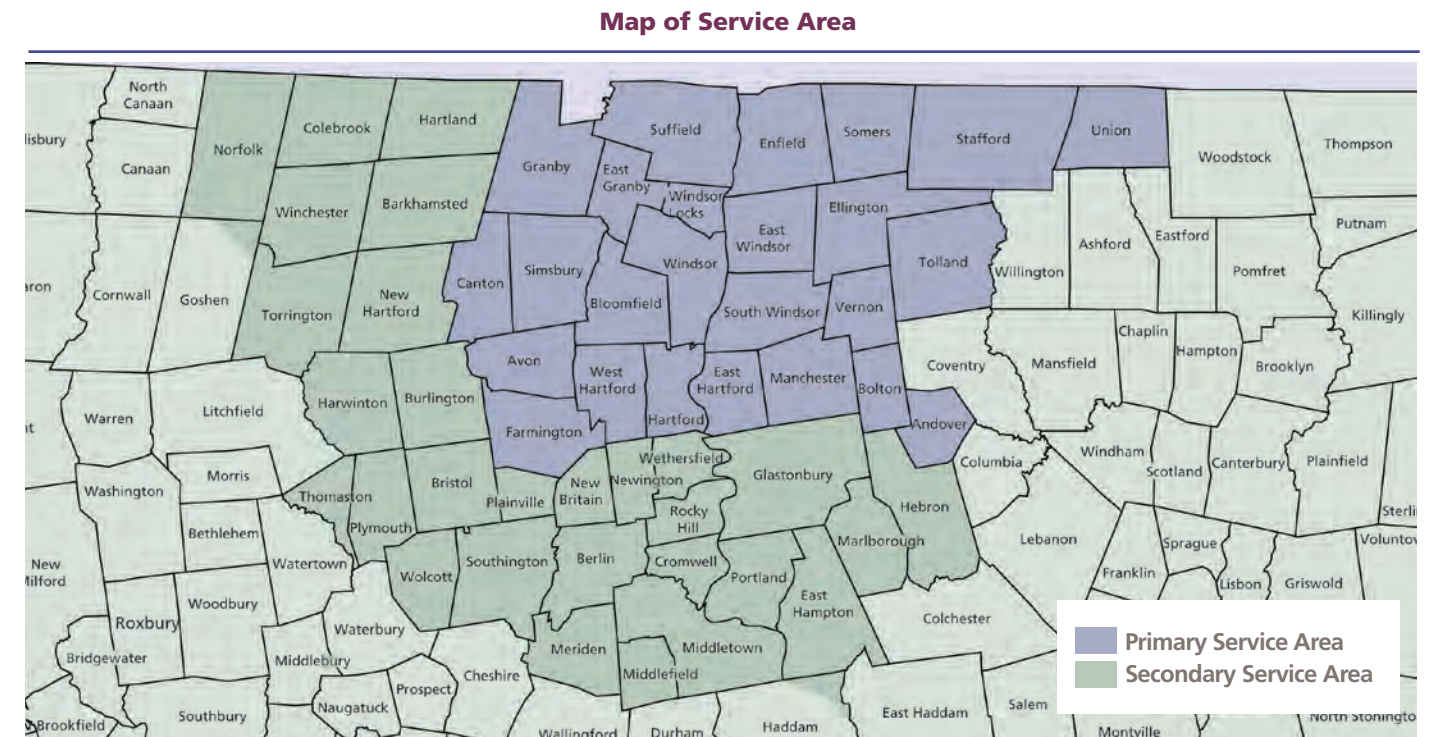 Map of Service Area
North
Canaan
lisbury
Canaan
Norfolk
Colebrook
Hartland
Granby
Suffield
Enfield
Somers
Stafford
Union
Woodstock
Thompson
East
Granby
Windsor
Locks
Winchester
Barkhamsted
Ellington
Putnam
East
Windsor
Ashford
Eastford
Cornwall
Goshen
Canton
Simsbury
Windsor
Tolland
Willington
Pomfret
aron
Torrington
New
Hartford
Bloomfield
South Windsor
Vernon
Killingly
Chaplin
Hampton
Avon
West
Hartford
East
Hartford
Manchester
Bolton
Coventry
Mansfield
Brooklyn
Warren
Litchfield
Harwinton
Burlington
Farmington
Hartford
Andover
nt
Wethersfield
Columbia
Windham
Scotland
Canterbury
Plainfield
Washington
Morris
Thomaston
Bristol
Plainville
New
Britain
Newington
Glastonbury
Hebron
Sterli
Rocky
Hill
Bethlehem
Plymouth
Marlborough
Lebanon
Sprague
Voluntov
New
Milford
Watertown
Wolcott
Southington
Berlin
Cromwell
Portland
Franklin
Lisbon
Griswold
Roxbury
Woodbury
East
Hampton
Colchester
Waterbury
Bridgewater
Middlebury
Meriden
Middletown
Middlefield
Cheshire
Prospect
Naugatuck
Brookfield
Southbury
Wallingford
Durham
Haddam
East Haddam
Salem
Montville
North Stonington
Primary Service Area
Secondary Service Area